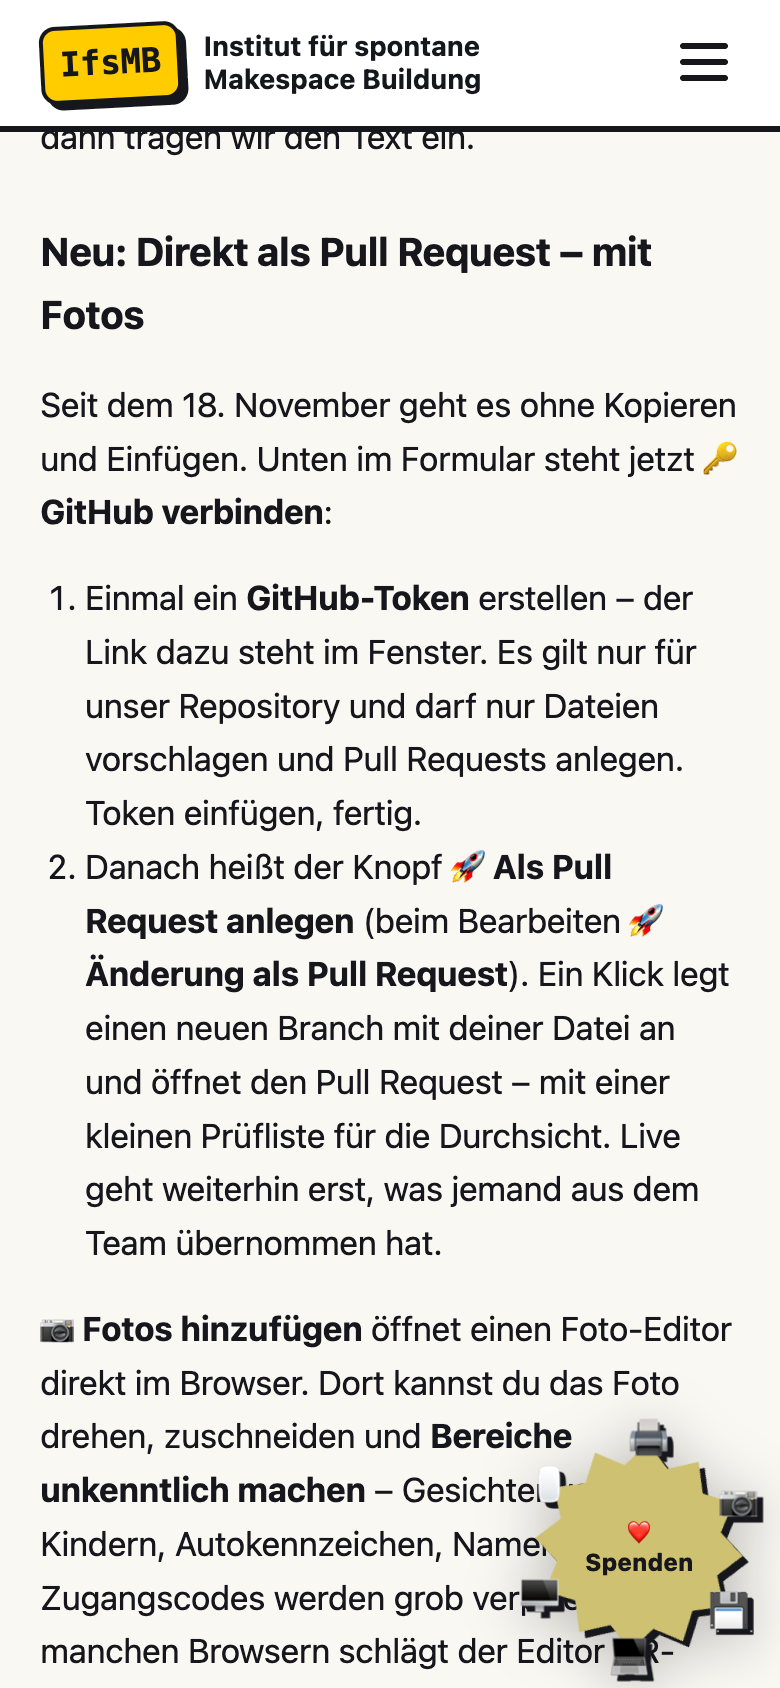 IfsMB
Institut für spontane
Makespace Buildung
dann tragen wir den Text ein.
Neu: Direkt als Pull Request – mit
Fotos
Seit dem 18. November geht es ohne Kopieren
und Einfügen. Unten im Formular steht jetzt 🔑
GitHub verbinden:
1. Einmal ein GitHub-Token erstellen – der
Link dazu steht im Fenster. Es gilt nur für
unser Repository und darf nur Dateien
vorschlagen und Pull Requests anlegen.
Token einfügen, fertig.
2. Danach heißt der Knopf 🚀 Als Pull
Request anlegen (beim Bearbeiten 🚀
Änderung als Pull Request). Ein Klick legt
einen neuen Branch mit deiner Datei an
und öffnet den Pull Request – mit einer
kleinen Prüfliste für die Durchsicht. Live
geht weiterhin erst, was jemand aus dem
Team übernommen hat.
📷 Fotos hinzufügen öffnet einen Foto-Editor
direkt im Browser. Dort kannst du das Foto
drehen, zuschneiden und Bereiche
unkenntlich machen –
Kindern, Autokennzeichen,
Zugangscodes werden grob
manchen Browsern schlägt der Editor
❤️
Spenden